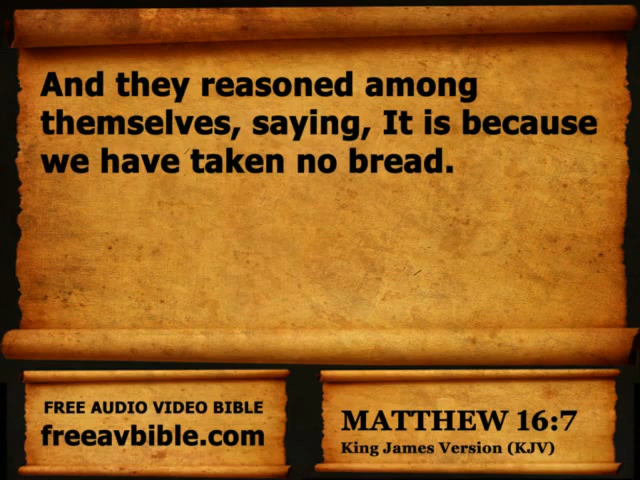 And they reasoned among
themselves, saying, It is because
we have taken no bread.
FREE AUDIO VIDEO BIBLE
freeavbible.com
MATTHEW 16:7
King James Version (KJV)